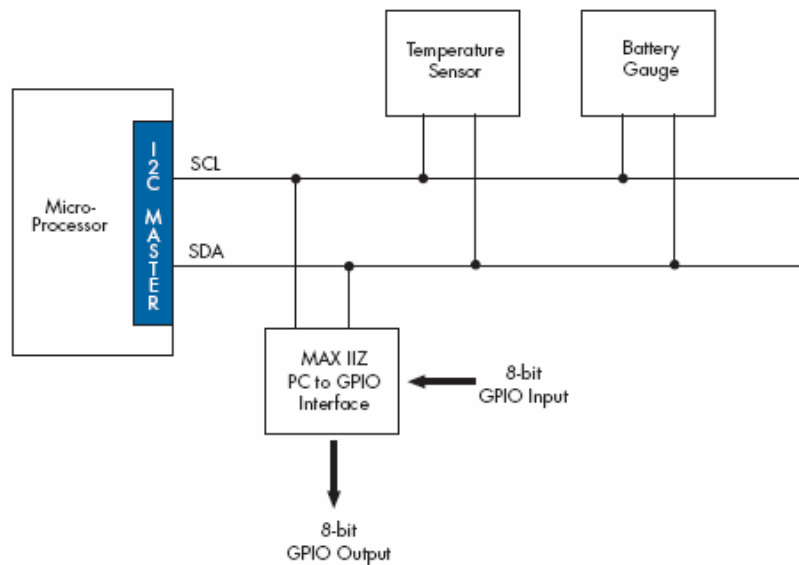 Temperature
Sensor
Battery
Gauge
Micro-
Processor
I2C MASTER
SCL
SDA
MAX IIZ
PC to GPIO
Interface
8-bit
GPIO Input
8-bit
GPIO Output